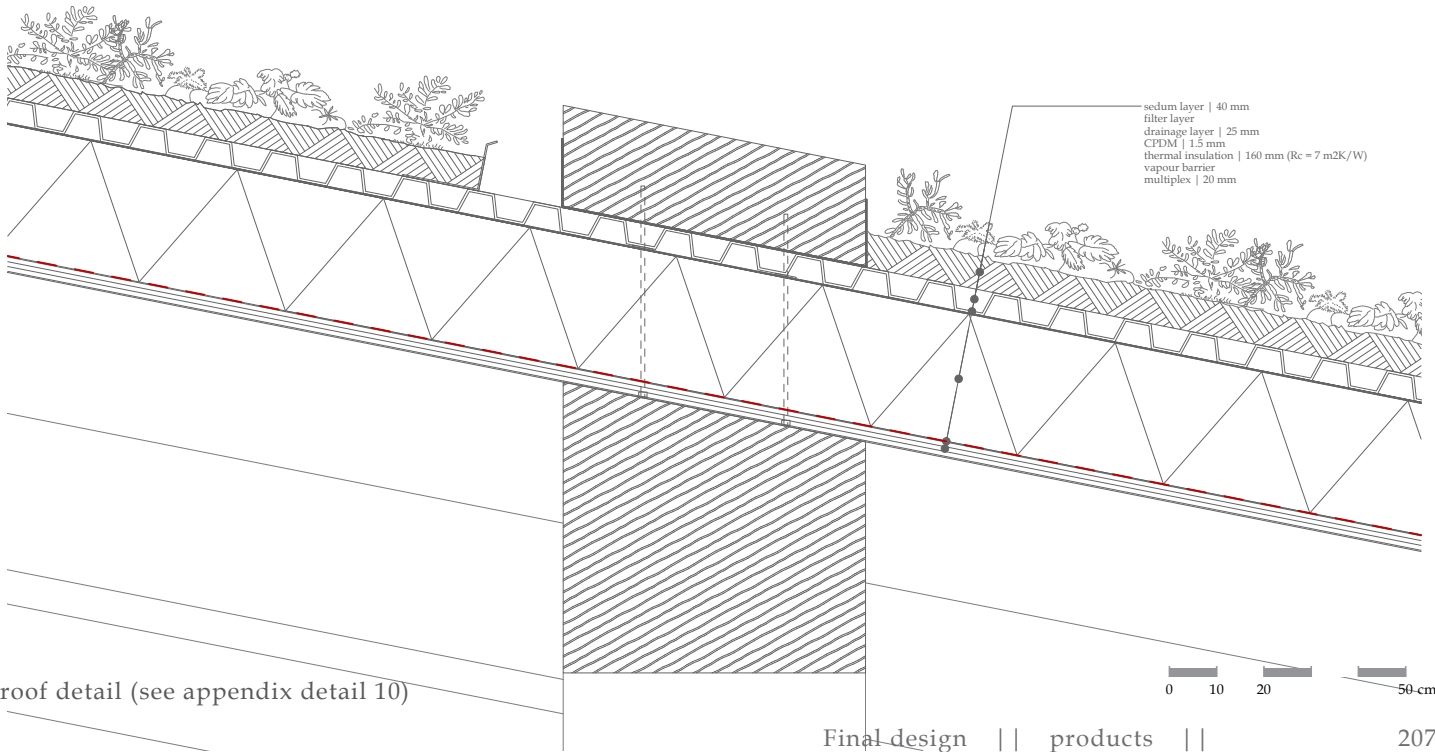 sedum layer | 40 mm
filter layer
drainage layer | 25 mm
CPDM | 1.5 mm
thermal insulation | 160 mm (Rc = 7 m2K/W)
vapour barrier
multiplex | 20 mm
0 10 20 50 cm
roof detail (see appendix detail 10)
Final design || products || 207